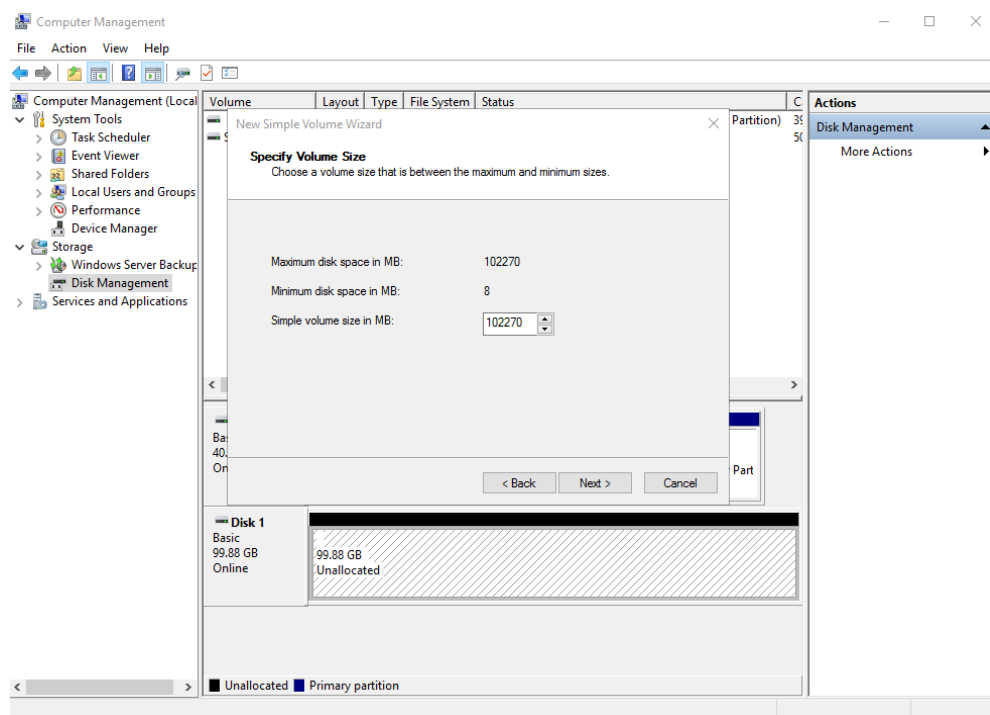 Computer Management
File Action View Help
Computer Management (Local
System Tools
Task Scheduler
Event Viewer
Shared Folders
Local Users and Groups
Performance
Device Manager
Storage
Windows Server Backup
Disk Management
Services and Applications
Volume Layout Type File System Status C
Partition) 39
S 50
New Simple Volume Wizard
Specify Volume Size
Choose a volume size that is between the maximum and minimum sizes.
Maximum disk space in MB: 102270
Minimum disk space in MB: 8
Simple volume size in MB: 102270
< Back Next > Cancel
Bas
40.
On
Part
Disk 1
Basic
99.88 GB
Online
99.88 GB
Unallocated
Unallocated Primary partition
Actions
Disk Management
More Actions